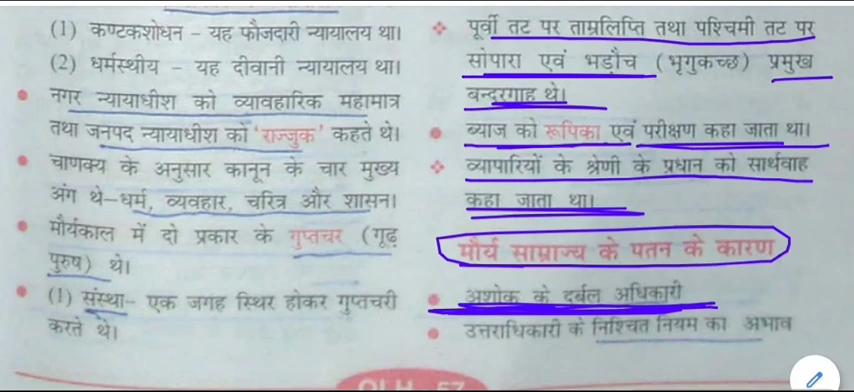 (1) कण्टकशोधन – यह फौजदारी न्यायालय था।
(2) धर्मस्थीय – यह दीवानी न्यायालय था।
नगर न्यायाधीश को व्यावहारिक महामात्र
तथा जनपद न्यायाधीश को 'राज्जुक' कहते थे।
चाणक्य के अनुसार कानून के चार मुख्य
अंग थे–धर्म, व्यवहार, चरित्र और शासन।
मौर्यकाल में दो प्रकार के गुप्तचर (गूढ़
पुरुष) थे।
(1) संस्था– एक जगह स्थिर होकर गुप्तचरी
करते थे।
पूर्वी तट पर ताम्रलिप्ति तथा पश्चिमी तट पर
सोपारा एवं भड़ौच (भृगुकच्छ) प्रमुख
बन्दरगाह थे।
ब्याज को रूपिका एवं परीक्षण कहा जाता था।
व्यापारियों के श्रेणी के प्रधान को सार्थवाह
कहा जाता था।
मौर्य साम्राज्य के पतन के कारण
अशोक के दुर्बल अधिकारी
उत्तराधिकारी के निश्चित नियम का अभाव